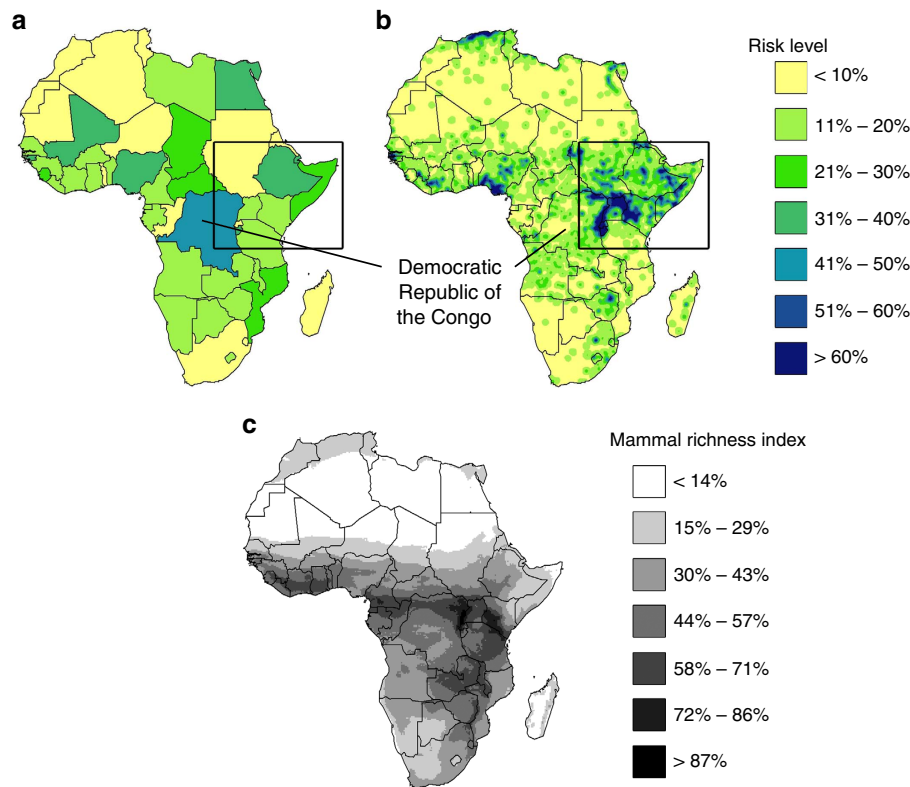 a
b
Risk level
< 10%
11% – 20%
21% – 30%
31% – 40%
41% – 50%
51% – 60%
> 60%
Democratic
Republic of
the Congo
c
Mammal richness index
< 14%
15% – 29%
30% – 43%
44% – 57%
58% – 71%
72% – 86%
> 87%